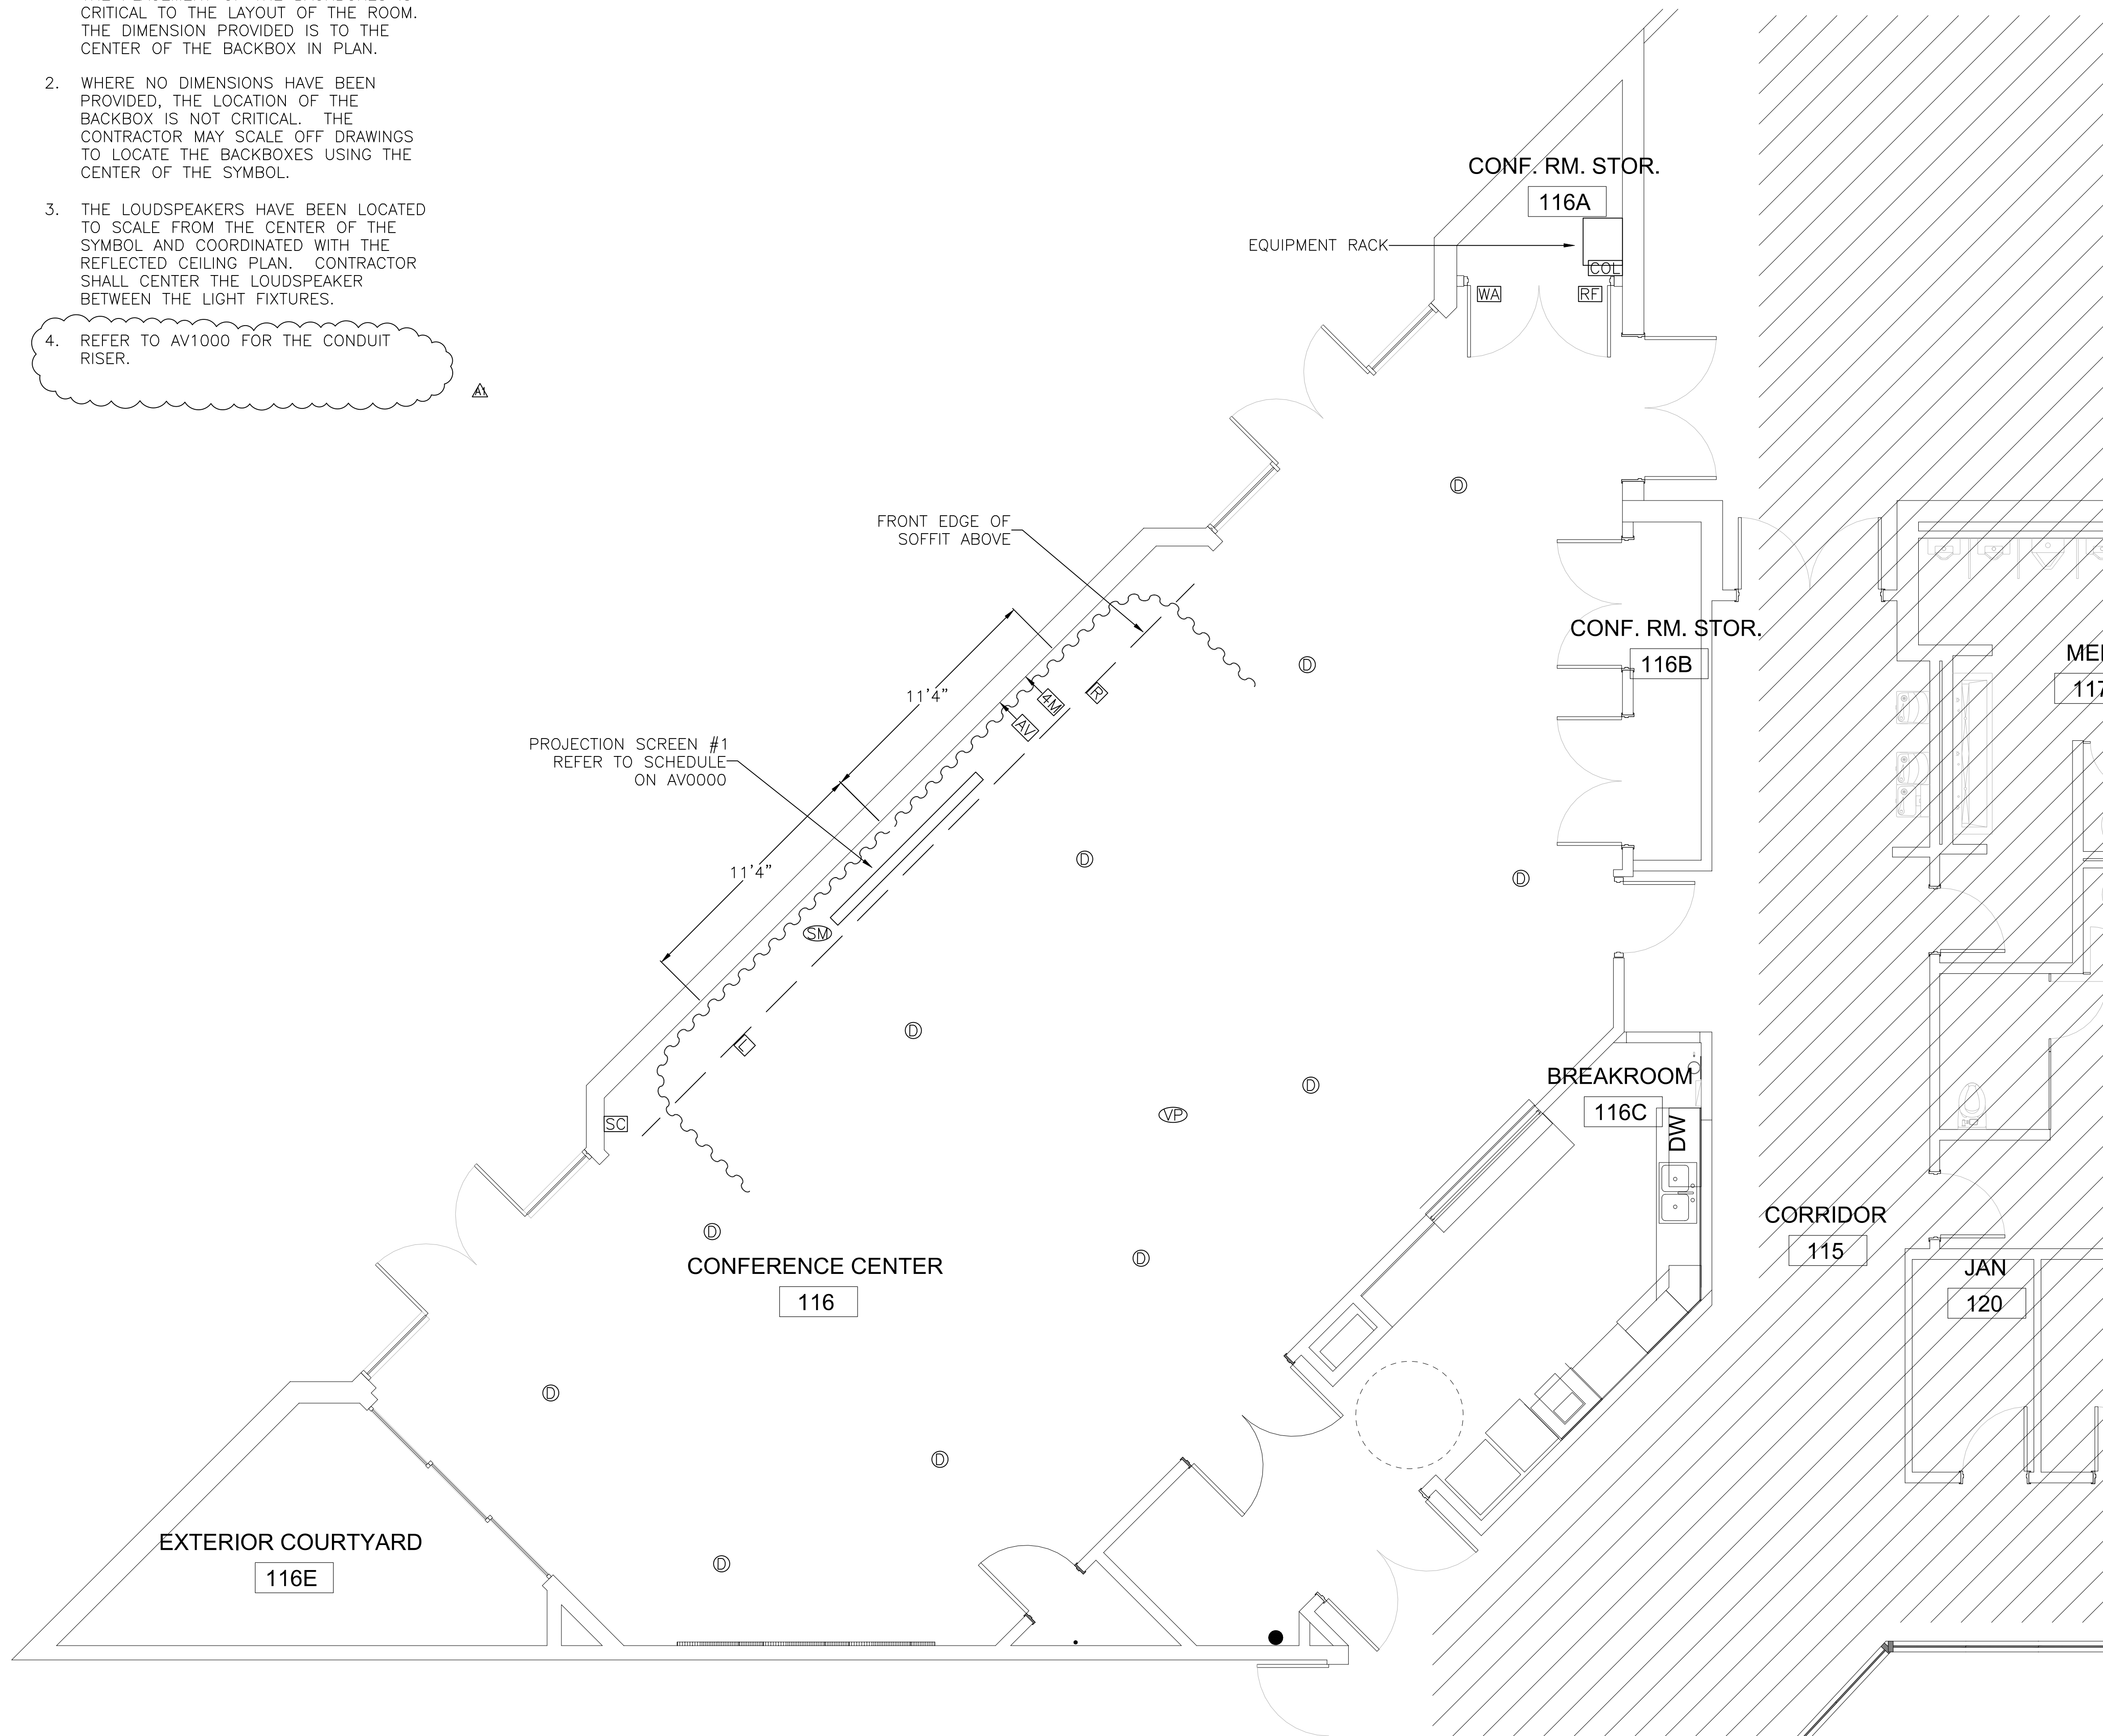 CRITICAL TO THE LAYOUT OF THE ROOM.
THE DIMENSION PROVIDED IS TO THE
CENTER OF THE BACKBOX IN PLAN.
2. WHERE NO DIMENSIONS HAVE BEEN
PROVIDED, THE LOCATION OF THE
BACKBOX IS NOT CRITICAL. THE
CONTRACTOR MAY SCALE OFF DRAWINGS
TO LOCATE THE BACKBOXES USING THE
CENTER OF THE SYMBOL.
3. THE LOUDSPEAKERS HAVE BEEN LOCATED
TO SCALE FROM THE CENTER OF THE
SYMBOL AND COORDINATED WITH THE
REFLECTED CEILING PLAN. CONTRACTOR
SHALL CENTER THE LOUDSPEAKER
BETWEEN THE LIGHT FIXTURES.
4. REFER TO AV1000 FOR THE CONDUIT
RISER.
A1
CONF. RM. STOR.
116A
EQUIPMENT RACK
COL
WA
RF
D
FRONT EDGE OF
SOFFIT ABOVE
CONF. RM. STOR.
116B
D
R
4M
AV
11'4"
PROJECTION SCREEN #1
REFER TO SCHEDULE
ON AV0000
11'4"
D
D
SM
D
L
BREAKROOM
116C
DW
D
VP
SC
CORRIDOR
115
D
D
CONFERENCE CENTER
116
JAN
120
D
D
EXTERIOR COURTYARD
116E
D